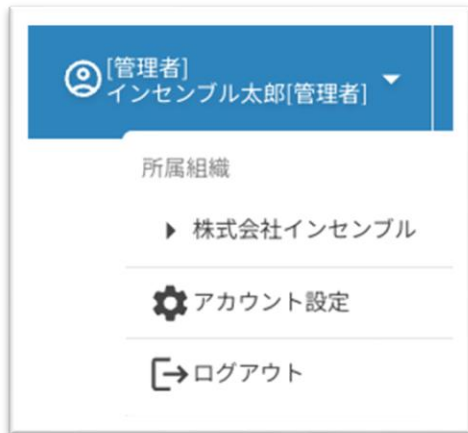 [管理者]
インセンブル太郎[管理者]
所属組織
株式会社インセンブル
アカウント設定
ログアウト